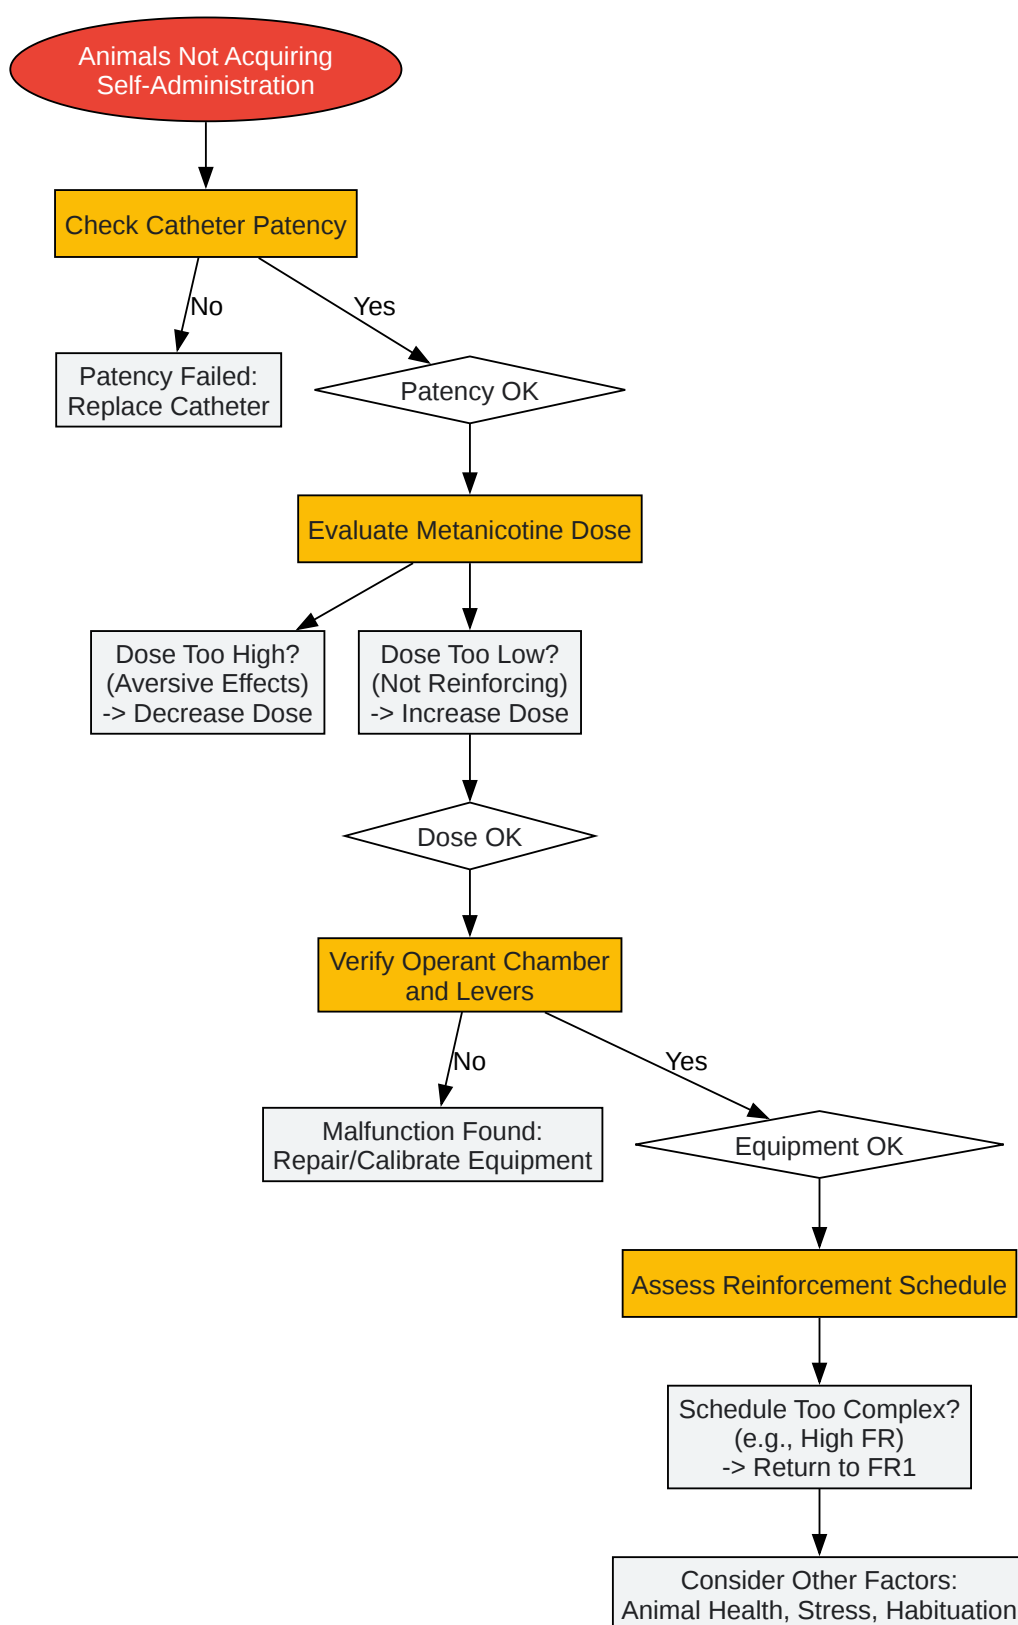 Animals Not Acquiring
Self-Administration
Check Catheter Patency
No
Yes
Patency Failed:
Replace Catheter
Patency OK
Evaluate Metanicotine Dose
Dose Too High?
(Aversive Effects)
-> Decrease Dose
Dose Too Low?
(Not Reinforcing)
-> Increase Dose
Dose OK
Verify Operant Chamber
and Levers
No
Yes
Malfunction Found:
Repair/Calibrate Equipment
Equipment OK
Assess Reinforcement Schedule
Schedule Too Complex?
(e.g., High FR)
-> Return to FR1
Consider Other Factors:
Animal Health, Stress, Habituation